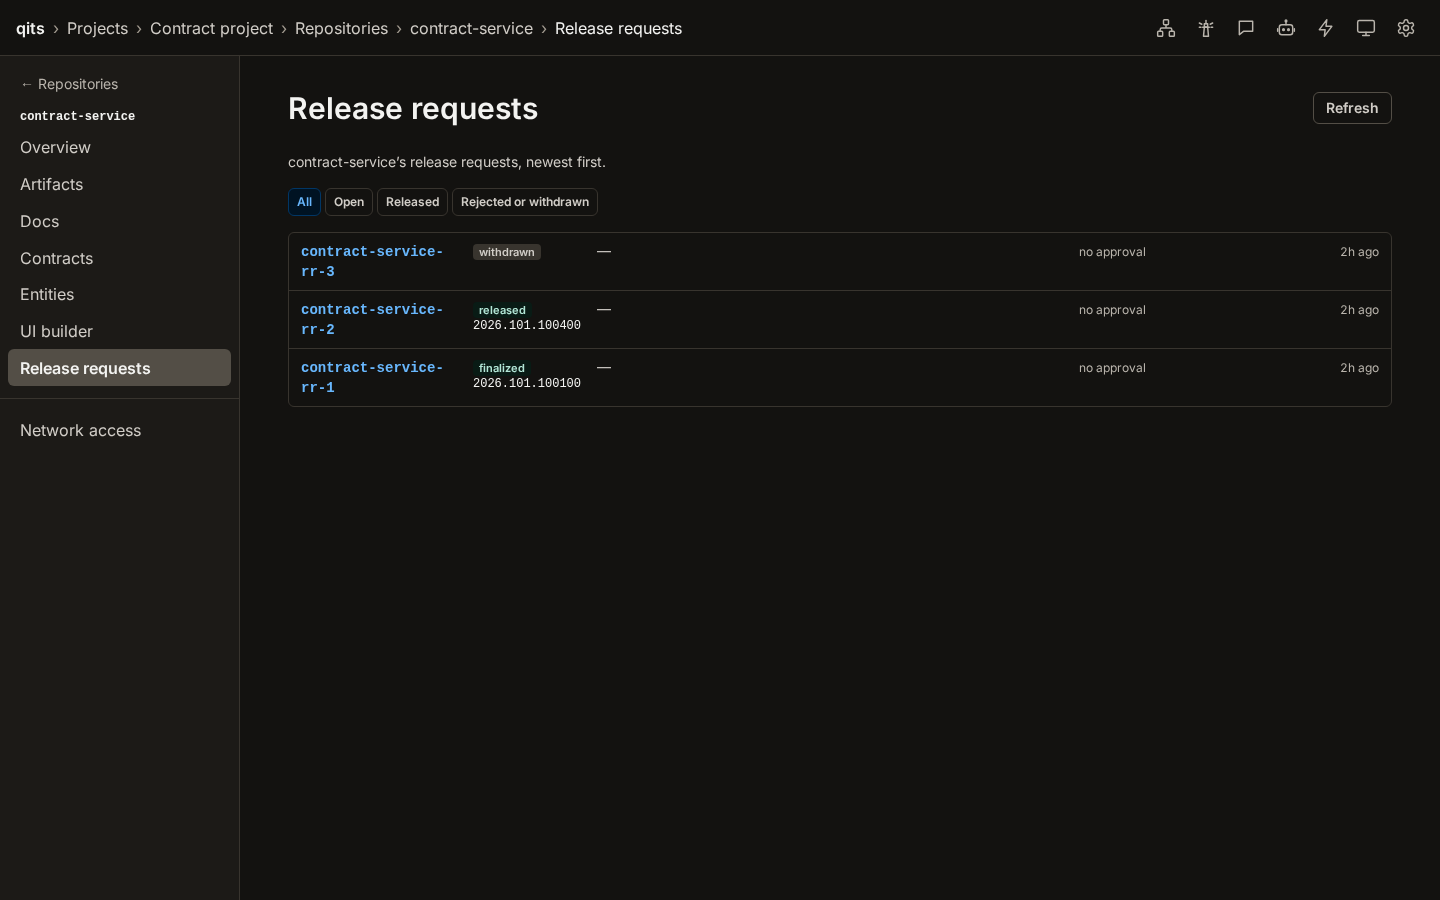 qits › Projects › Contract project › Repositories › contract-service › Release requests
← Repositories
contract-service
Overview
Artifacts
Docs
Contracts
Entities
UI builder
Release requests
Network access
Release requests
Refresh
contract-service’s release requests, newest first.
All Open Released Rejected or withdrawn
contract-service-rr-3 withdrawn — no approval 2h ago
contract-service-rr-2 released 2026.101.100400 — no approval 2h ago
contract-service-rr-1 finalized 2026.101.100100 — no approval 2h ago